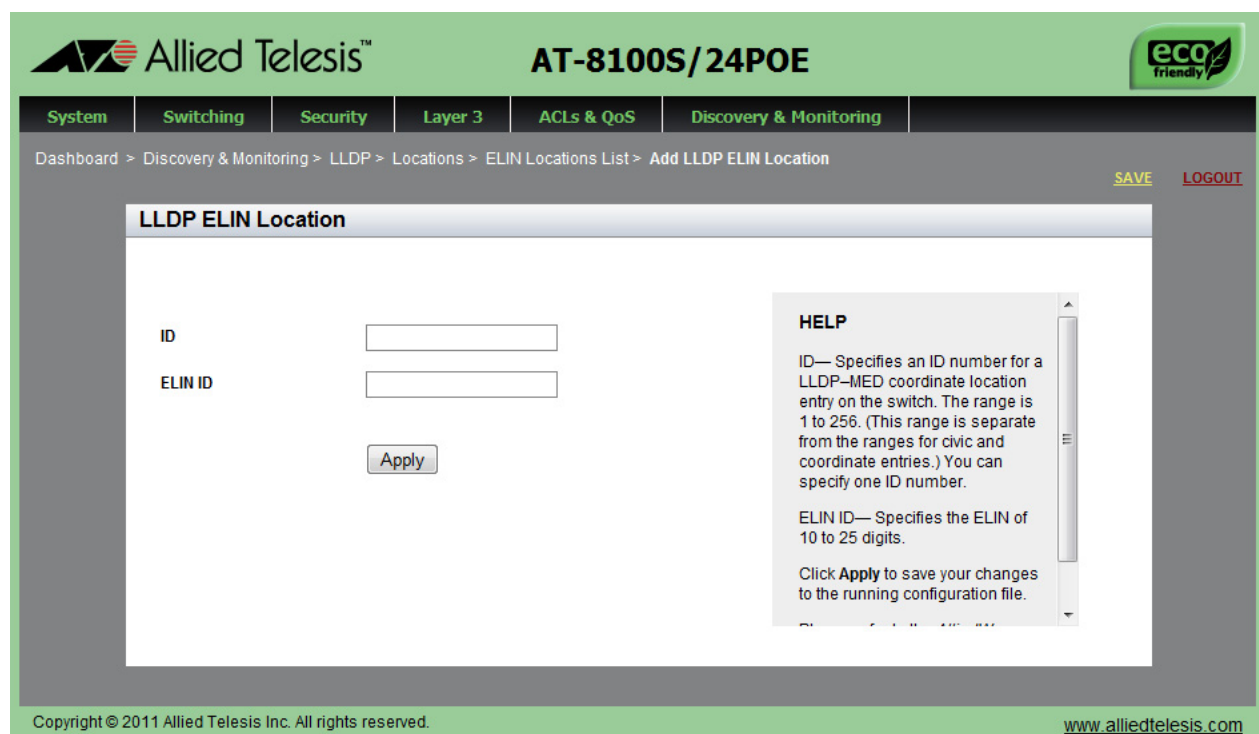 Allied Telesis™
AT-8100S/24POE
eco
friendly
System
Switching
Security
Layer 3
ACLs & QoS
Discovery & Monitoring
Dashboard > Discovery & Monitoring > LLDP > Locations > ELIN Locations List > Add LLDP ELIN Location
SAVE
LOGOUT
LLDP ELIN Location
ID
ELIN ID
Apply
HELP
ID— Specifies an ID number for a
LLDP–MED coordinate location
entry on the switch. The range is
1 to 256. (This range is separate
from the ranges for civic and
coordinate entries.) You can
specify one ID number.
ELIN ID— Specifies the ELIN of
10 to 25 digits.
Click Apply to save your changes
to the running configuration file.
Copyright © 2011 Allied Telesis Inc. All rights reserved.
www.alliedtelesis.com